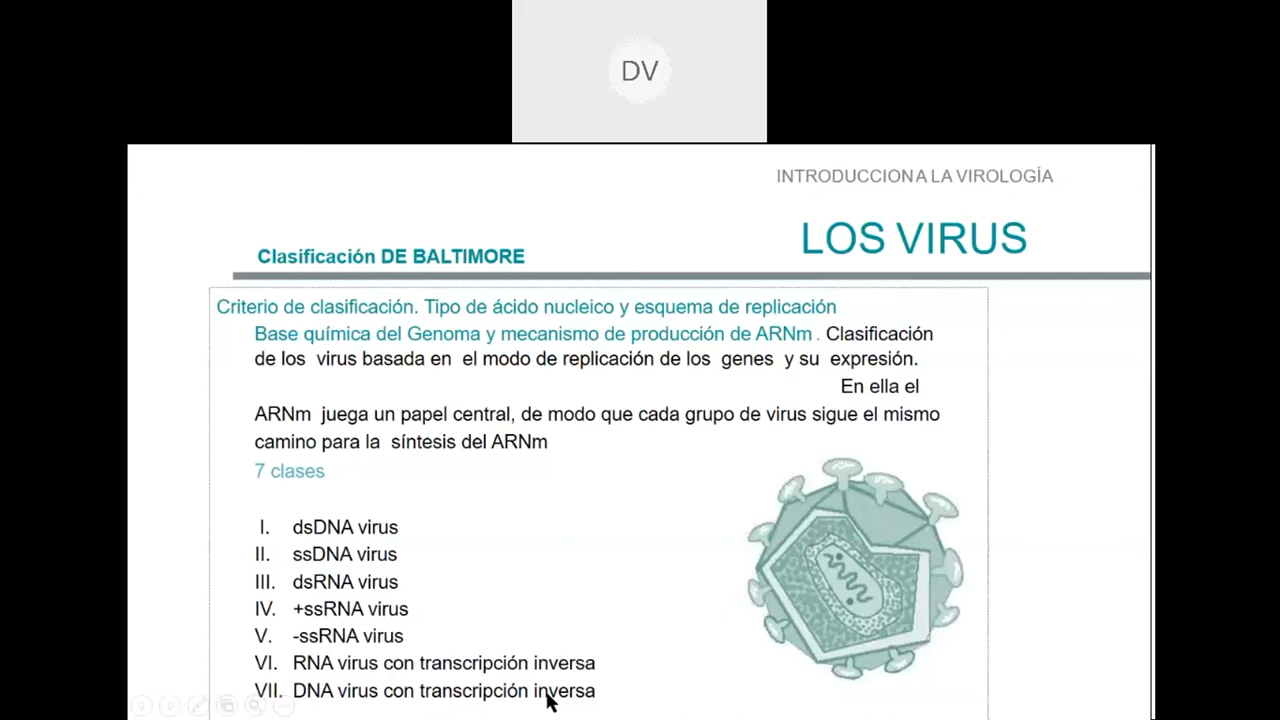 DV
INTRODUCCION A LA VIROLOGÍA
LOS VIRUS
Clasificación DE BALTIMORE
Criterio de clasificación. Tipo de ácido nucleico y esquema de replicación
Base química del Genoma y mecanismo de producción de ARNm . Clasificación
de los virus basada en el modo de replicación de los genes y su expresión.
En ella el
ARNm juega un papel central, de modo que cada grupo de virus sigue el mismo
camino para la síntesis del ARNm
7 clases
I. dsDNA virus
II. ssDNA virus
III. dsRNA virus
IV. +ssRNA virus
V. -ssRNA virus
VI. RNA virus con transcripción inversa
VII. DNA virus con transcripción inversa